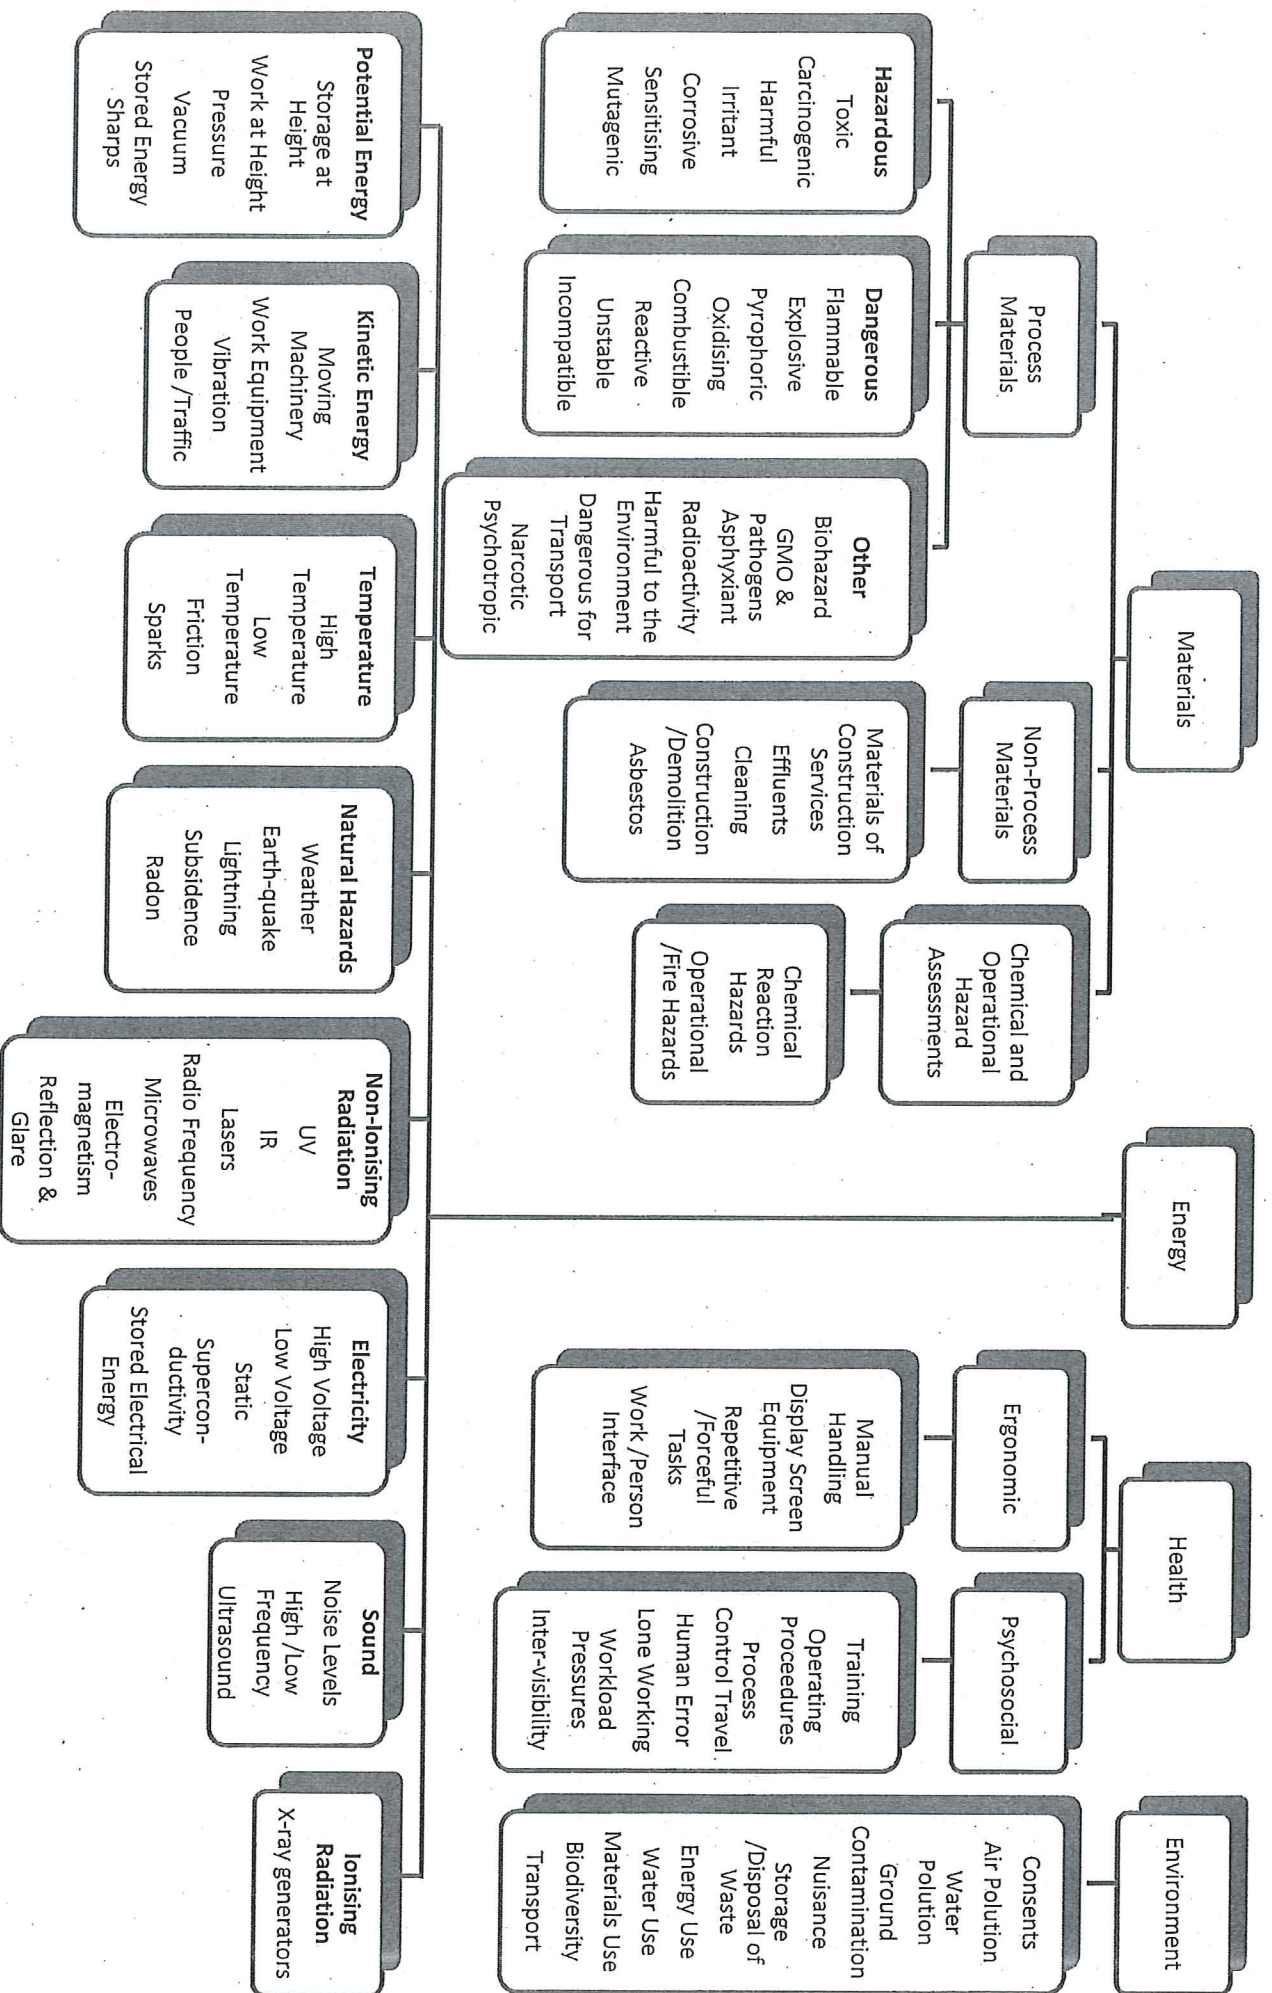 Materials
Energy
Health
Environment
Process
Materials
Non-Process
Materials
Chemical and
Operational
Hazard
Assessments
Ergonomic
Psychosocial
Consents
Air Polution
Water
Polution
Ground
Contamination
Nuisance
Storage
/Disposal of
Waste
Energy Use
Water Use
Materials Use
Biodiversity
Transport
Hazardous
Toxic
Carcinogenic
Harmful
Irritant
Corrosive
Sensitising
Mutagenic
Dangerous
Flammable
Explosive
Pyrophoric
Oxidising
Combustible
Reactive
Unstable
Incompatible
Other
Biohazard
GMO &
Pathogens
Asphyxiant
Radioactivity
Harmful to the
Environment
Dangerous for
Transport
Narcotic
Psychotropic
Materials of
Construction
Services
Effluents
Cleaning
Construction
/Demolition
Asbestos
Chemical
Reaction
Hazards
Operational
/Fire Hazards
Manual
Handling
Display Screen
Equipment
Repetitive
/Forceful
Tasks
Work /Person
Interface
Training
Operating
Proceedures
Process
Control Travel
Human Error
Lone Working
Workload
Pressures
Inter-visibility
Potential Energy
Storage at
Height
Work at Height
Pressure
Vacuum
Stored Energy
Sharps
Kinetic Energy
Moving
Machinery
Work Equipment
Vibration
People /Traffic
Temperature
High
Temperature
Low
Temperature
Friction
Sparks
Natural Hazards
Weather
Earth-quake
Lightning
Subsidence
Radon
Non-Ionising
Radiation
UV
IR
Lasers
Radio Frequency
Microwaves
Electro-
magnetism
Reflection &
Glare
Electricity
High Voltage
Low Voltage
Static
Supercon-
ductivity
Stored Electrical
Energy
Sound
Noise Levels
High /Low
Frequency
Ultrasound
Ionising
Radiation
X-ray generators